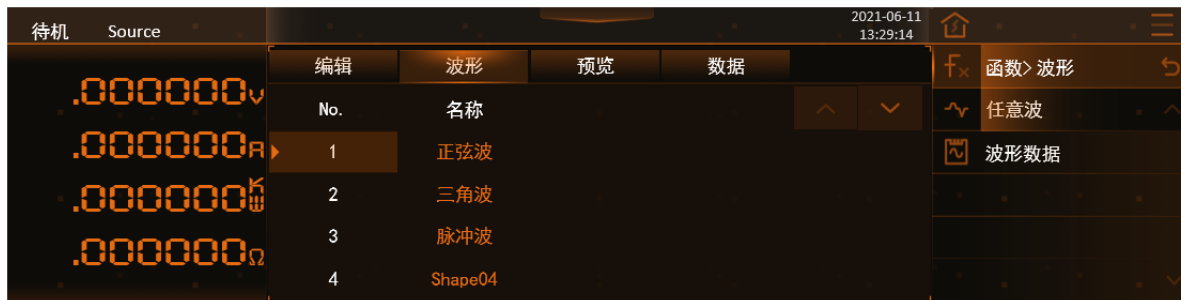 待机 Source
2021-06-11
13:29:14
编辑 波形 预览 数据
fx 函数>波形
.000000v
No. 名称
任意波
.000000A
1 正弦波
波形数据
.000000KW
2 三角波
3 脉冲波
.000000Ω
4 Shape04